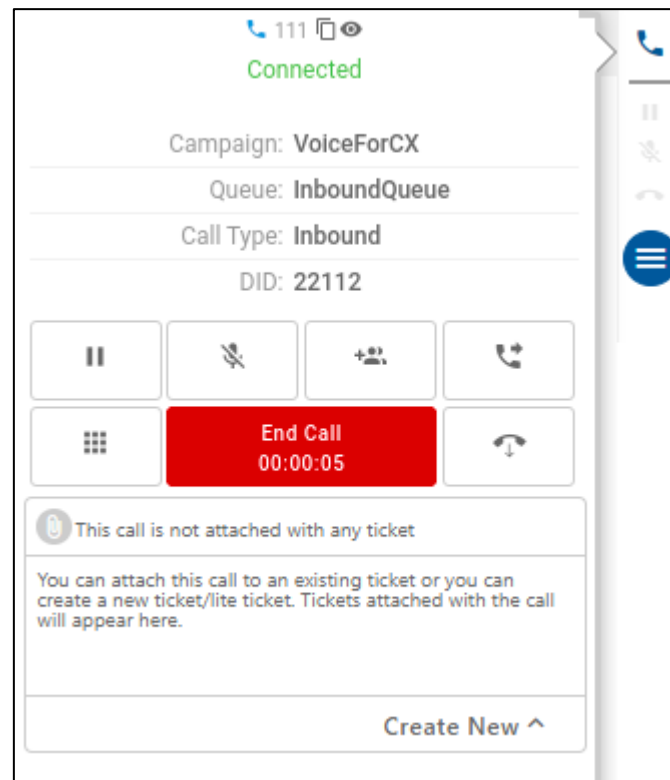 111
Connected
Campaign: VoiceForCX
Queue: InboundQueue
Call Type: Inbound
DID: 22112
End Call
00:00:05
This call is not attached with any ticket
You can attach this call to an existing ticket or you can
create a new ticket/lite ticket. Tickets attached with the call
will appear here.
Create New